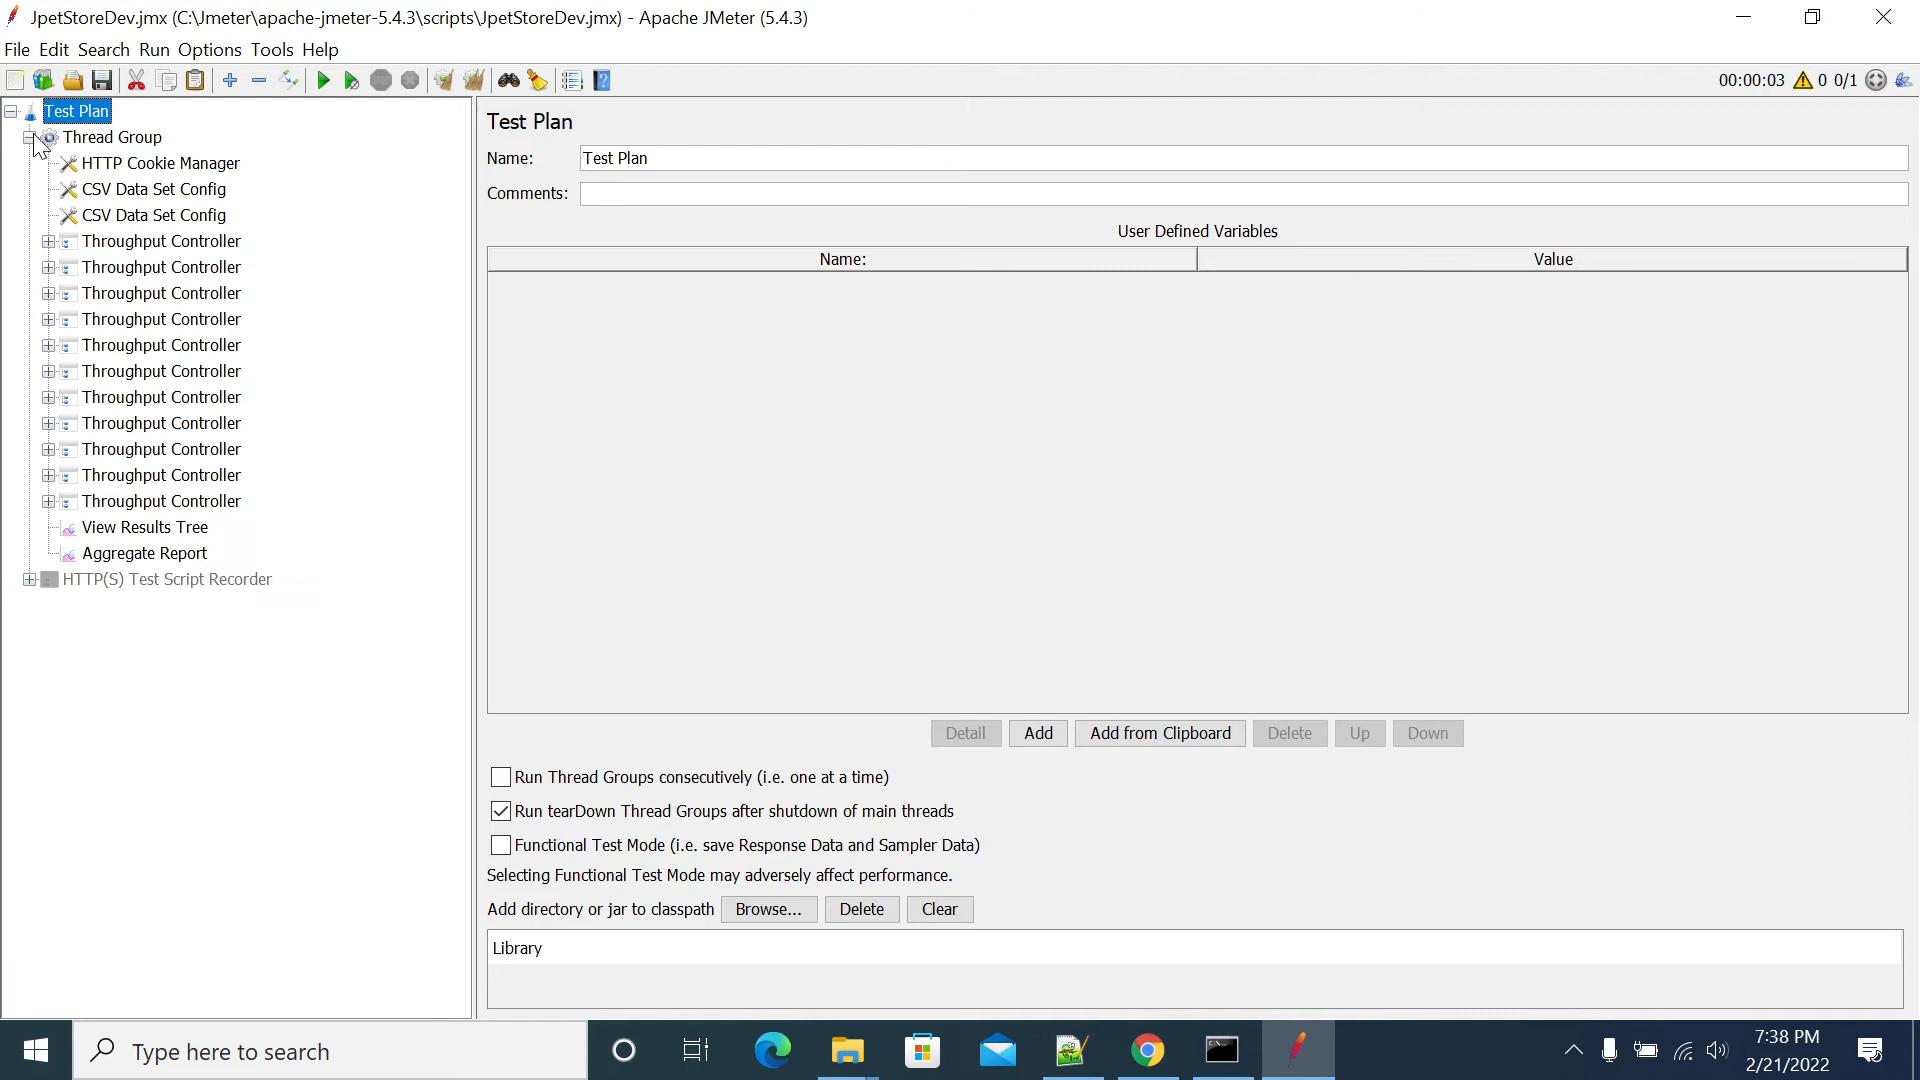 JpetStoreDev.jmx (C:\Jmeter\apache-jmeter-5.4.3\scripts\JpetStoreDev.jmx) - Apache JMeter (5.4.3)
File Edit Search Run Options Tools Help
00:00:03 0 0/1
Test Plan
Thread Group
HTTP Cookie Manager
CSV Data Set Config
CSV Data Set Config
Throughput Controller
Throughput Controller
Throughput Controller
Throughput Controller
Throughput Controller
Throughput Controller
Throughput Controller
Throughput Controller
Throughput Controller
Throughput Controller
Throughput Controller
View Results Tree
Aggregate Report
HTTP(S) Test Script Recorder
Test Plan
Name: Test Plan
Comments:
User Defined Variables
Name: Value
Detail Add Add from Clipboard Delete Up Down
Run Thread Groups consecutively (i.e. one at a time)
Run tearDown Thread Groups after shutdown of main threads
Functional Test Mode (i.e. save Response Data and Sampler Data)
Selecting Functional Test Mode may adversely affect performance.
Add directory or jar to classpath Browse... Delete Clear
Library
Type here to search
7:38 PM
2/21/2022